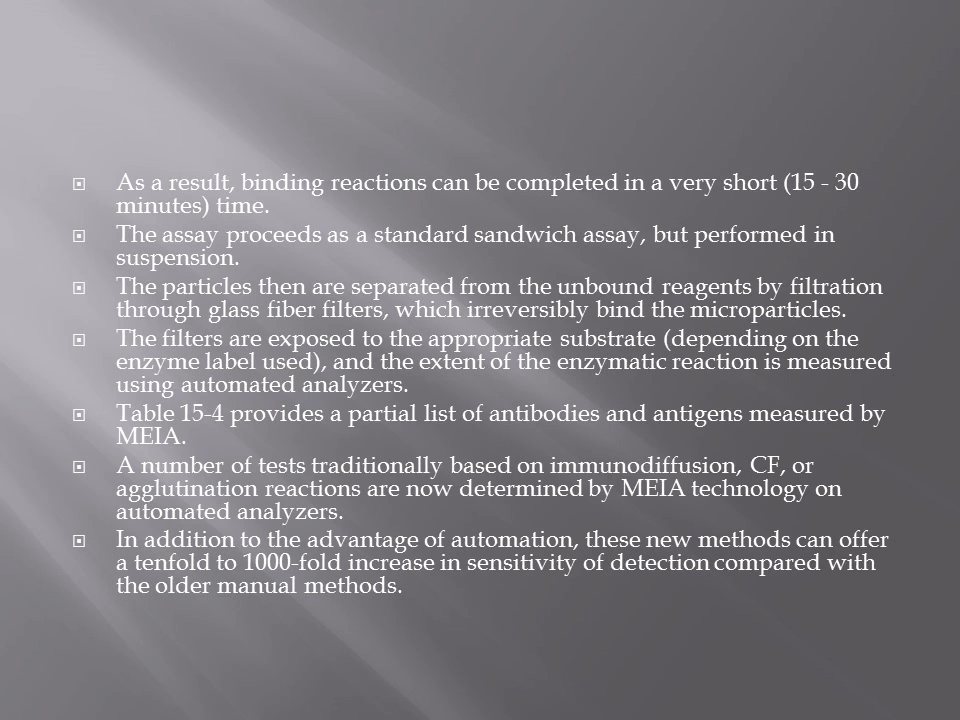 As a result, binding reactions can be completed in a very short (15 - 30
minutes) time.
The assay proceeds as a standard sandwich assay, but performed in
suspension.
The particles then are separated from the unbound reagents by filtration
through glass fiber filters, which irreversibly bind the microparticles.
The filters are exposed to the appropriate substrate (depending on the
enzyme label used), and the extent of the enzymatic reaction is measured
using automated analyzers.
Table 15-4 provides a partial list of antibodies and antigens measured by
MEIA.
A number of tests traditionally based on immunodiffusion, CF, or
agglutination reactions are now determined by MEIA technology on
automated analyzers.
In addition to the advantage of automation, these new methods can offer
a tenfold to 1000-fold increase in sensitivity of detection compared with
the older manual methods.